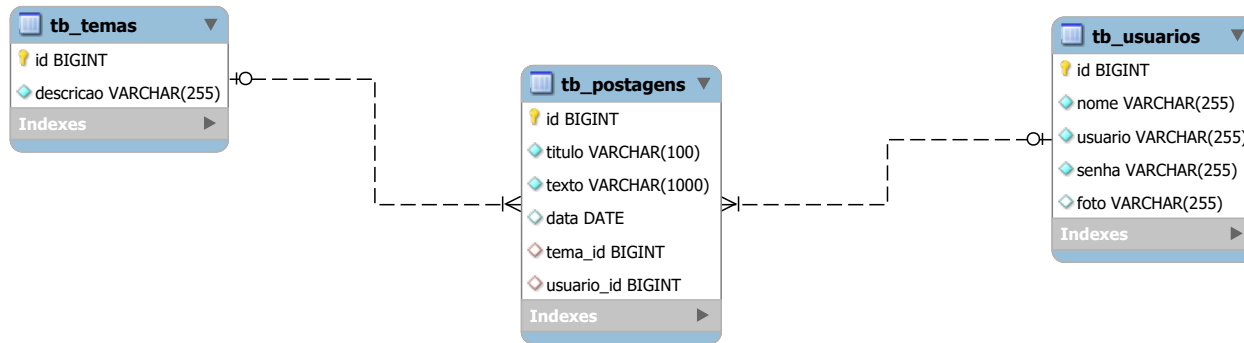 tb_temas
id BIGINT
descricao VARCHAR(255)
Indexes
tb_postagens
id BIGINT
titulo VARCHAR(100)
texto VARCHAR(1000)
data DATE
tema_id BIGINT
usuario_id BIGINT
Indexes
tb_usuarios
id BIGINT
nome VARCHAR(255)
usuario VARCHAR(255)
senha VARCHAR(255)
foto VARCHAR(255)
Indexes